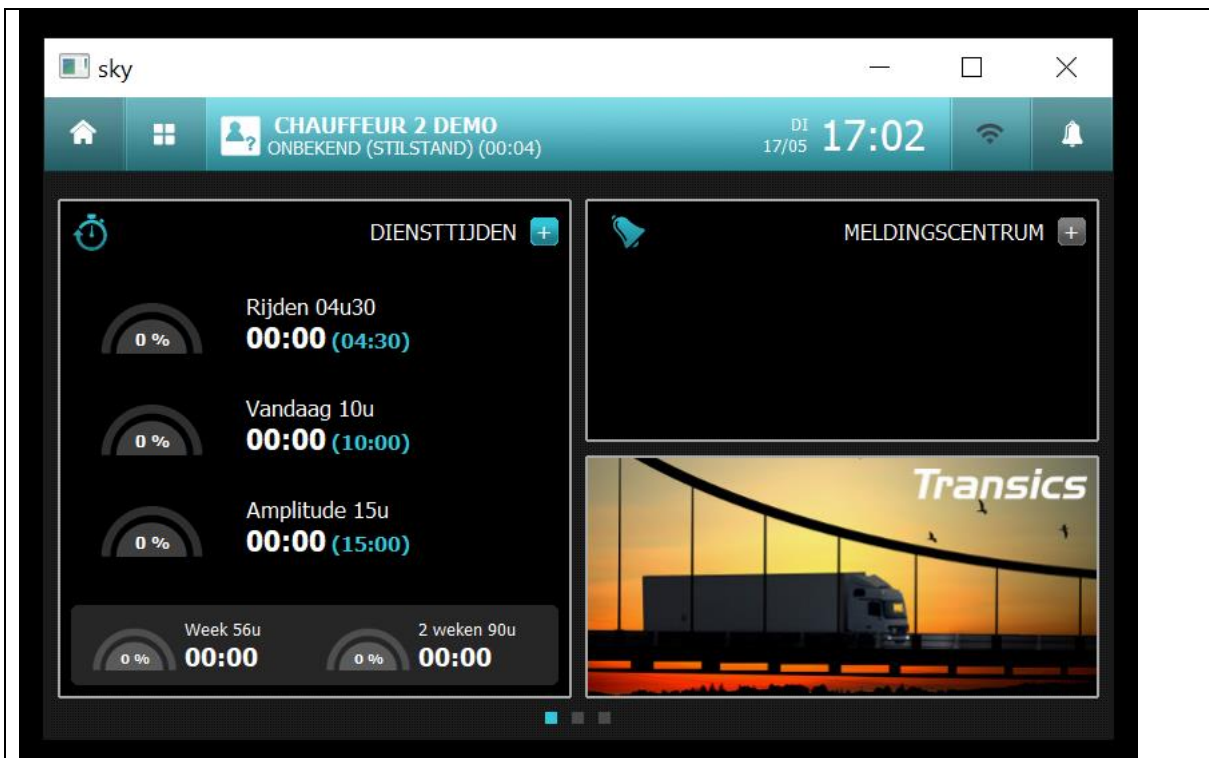 sky
CHAUFFEUR 2 DEMO
ONBEKEND (STILSTAND) (00:04)
DI
17/05
17:02
DIENSTTIJDEN +
Rijden 04u30
0 %
00:00 (04:30)
Vandaag 10u
0 %
00:00 (10:00)
Amplitude 15u
0 %
00:00 (15:00)
Week 56u
0 % 00:00
2 weken 90u
0 % 00:00
MELDINGSCENTRUM +
Transics